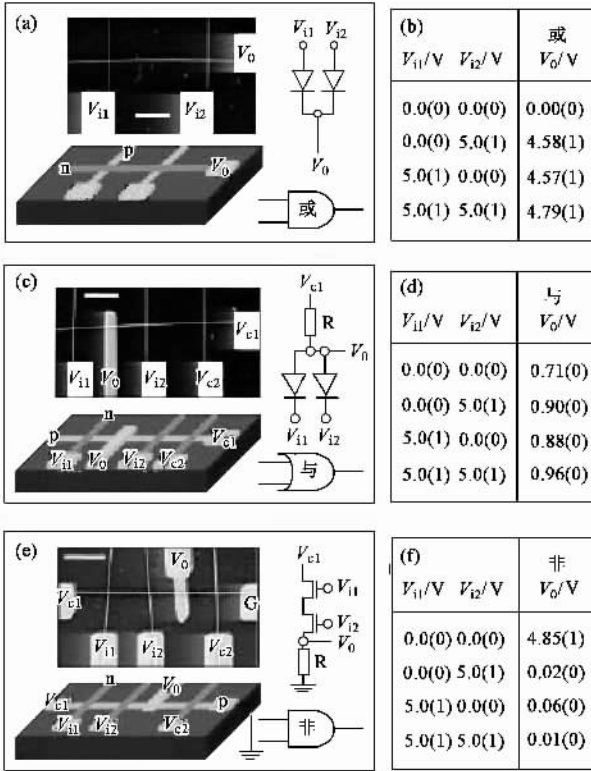 (a)
V0
Vi1 Vi2
p
n
V0
Vi1 Vi2
V0
或
(b) 或
Vi1/V Vi2/V V0/V
0.0(0) 0.0(0) 0.00(0)
0.0(0) 5.0(1) 4.58(1)
5.0(1) 0.0(0) 4.57(1)
5.0(1) 5.0(1) 4.79(1)
(c)
Vc1
Vi1 V0 Vi2 Vc2
n
p
Vc1
Vi1 V0 Vi2 Vc2
Vc1
R
V0
Vi1 Vi2
与
(d) 与
Vi1/V Vi2/V V0/V
0.0(0) 0.0(0) 0.71(0)
0.0(0) 5.0(1) 0.90(0)
5.0(1) 0.0(0) 0.88(0)
5.0(1) 5.0(1) 0.96(0)
(e)
V0
Vc1 G
Vi1 Vi2 Vc2
n
V0
Vc1 p
Vi1 Vi2 Vc2
Vc1
Vi1
Vi2
V0
R
非
(f) 非
Vi1/V Vi2/V V0/V
0.0(0) 0.0(0) 4.85(1)
0.0(0) 5.0(1) 0.02(0)
5.0(1) 0.0(0) 0.06(0)
5.0(1) 5.0(1) 0.01(0)